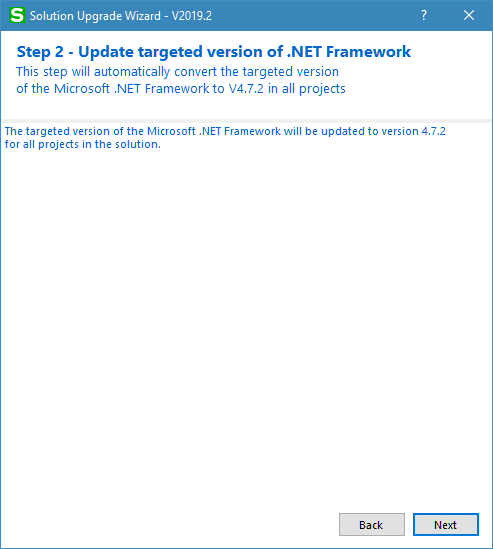 S Solution Upgrade Wizard - V2019.2 ?
Step 2 - Update targeted version of .NET Framework
This step will automatically convert the targeted version
of the Microsoft .NET Framework to V4.7.2 in all projects
The targeted version of the Microsoft .NET Framework will be updated to version 4.7.2
for all projects in the solution.
Back Next